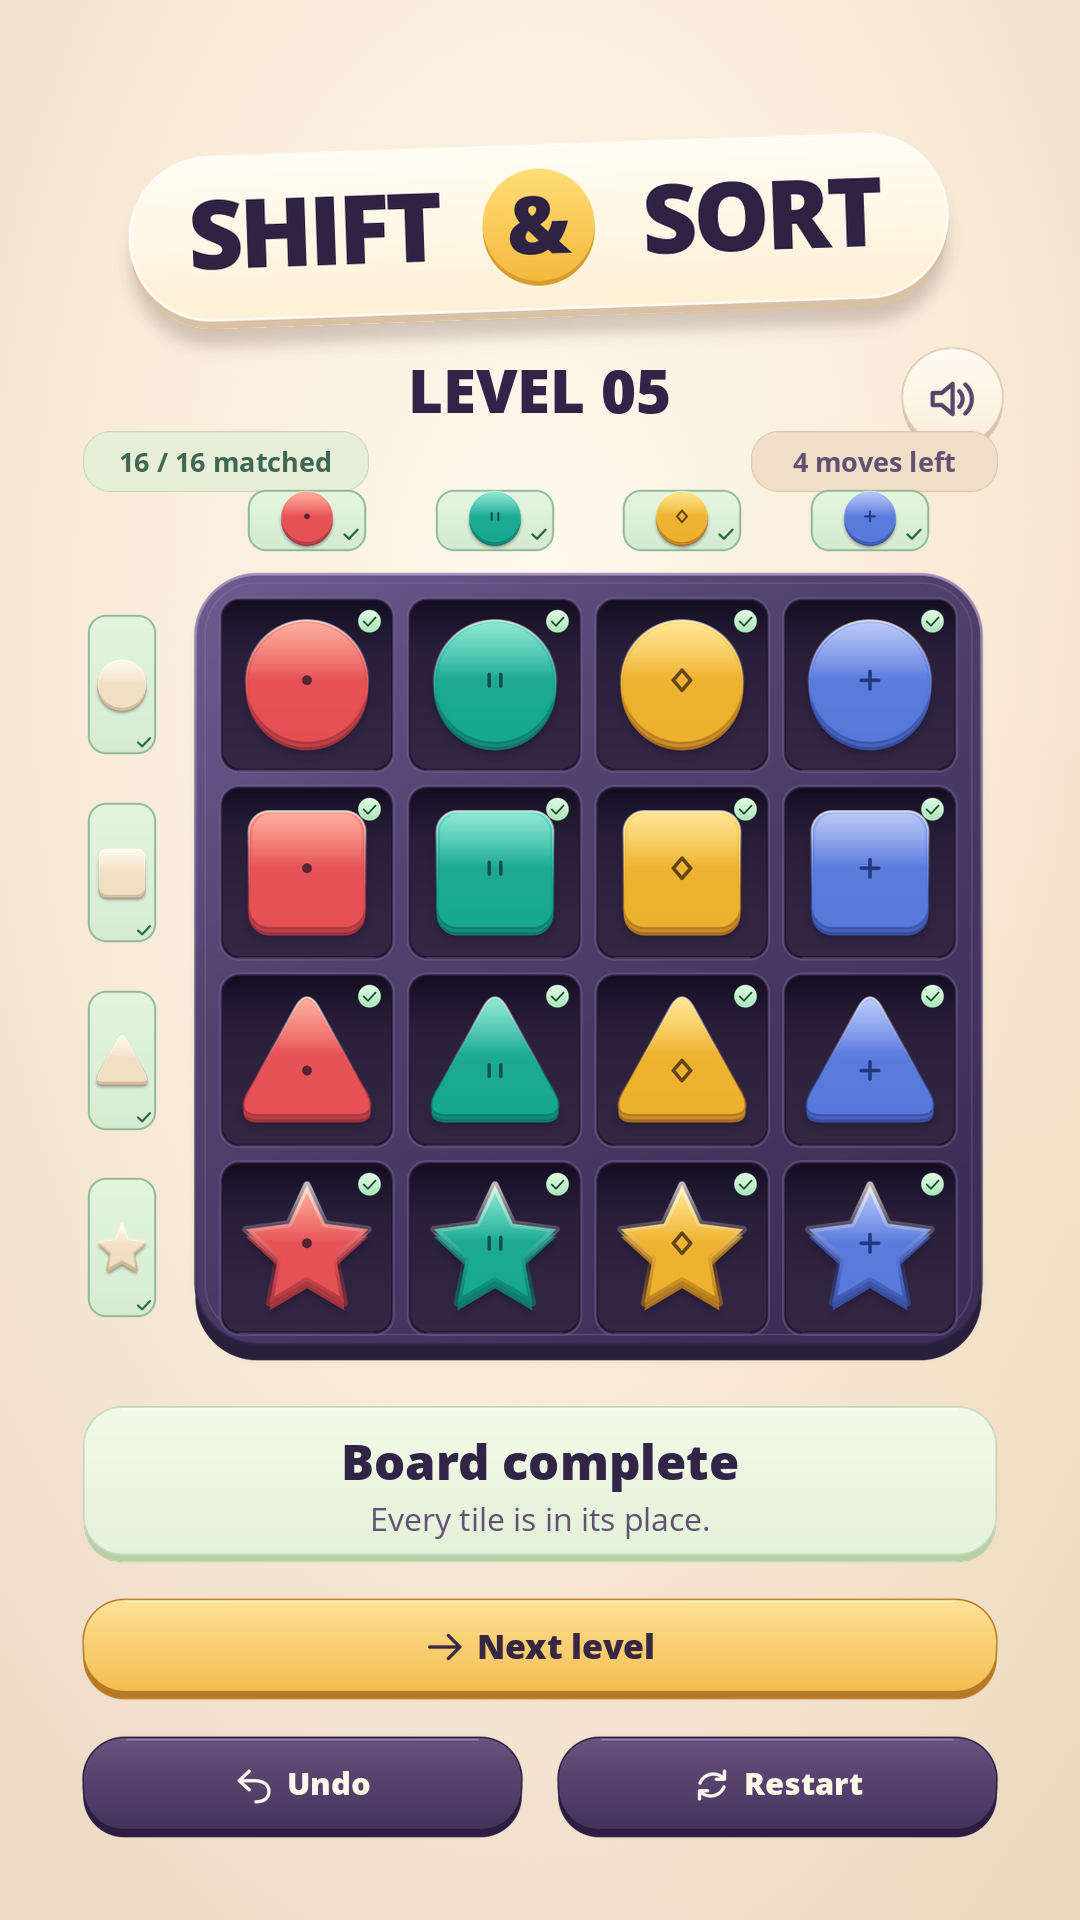 SHIFT & SORT
LEVEL 05
16 / 16 matched
4 moves left
Board complete
Every tile is in its place.
Next level
Undo
Restart